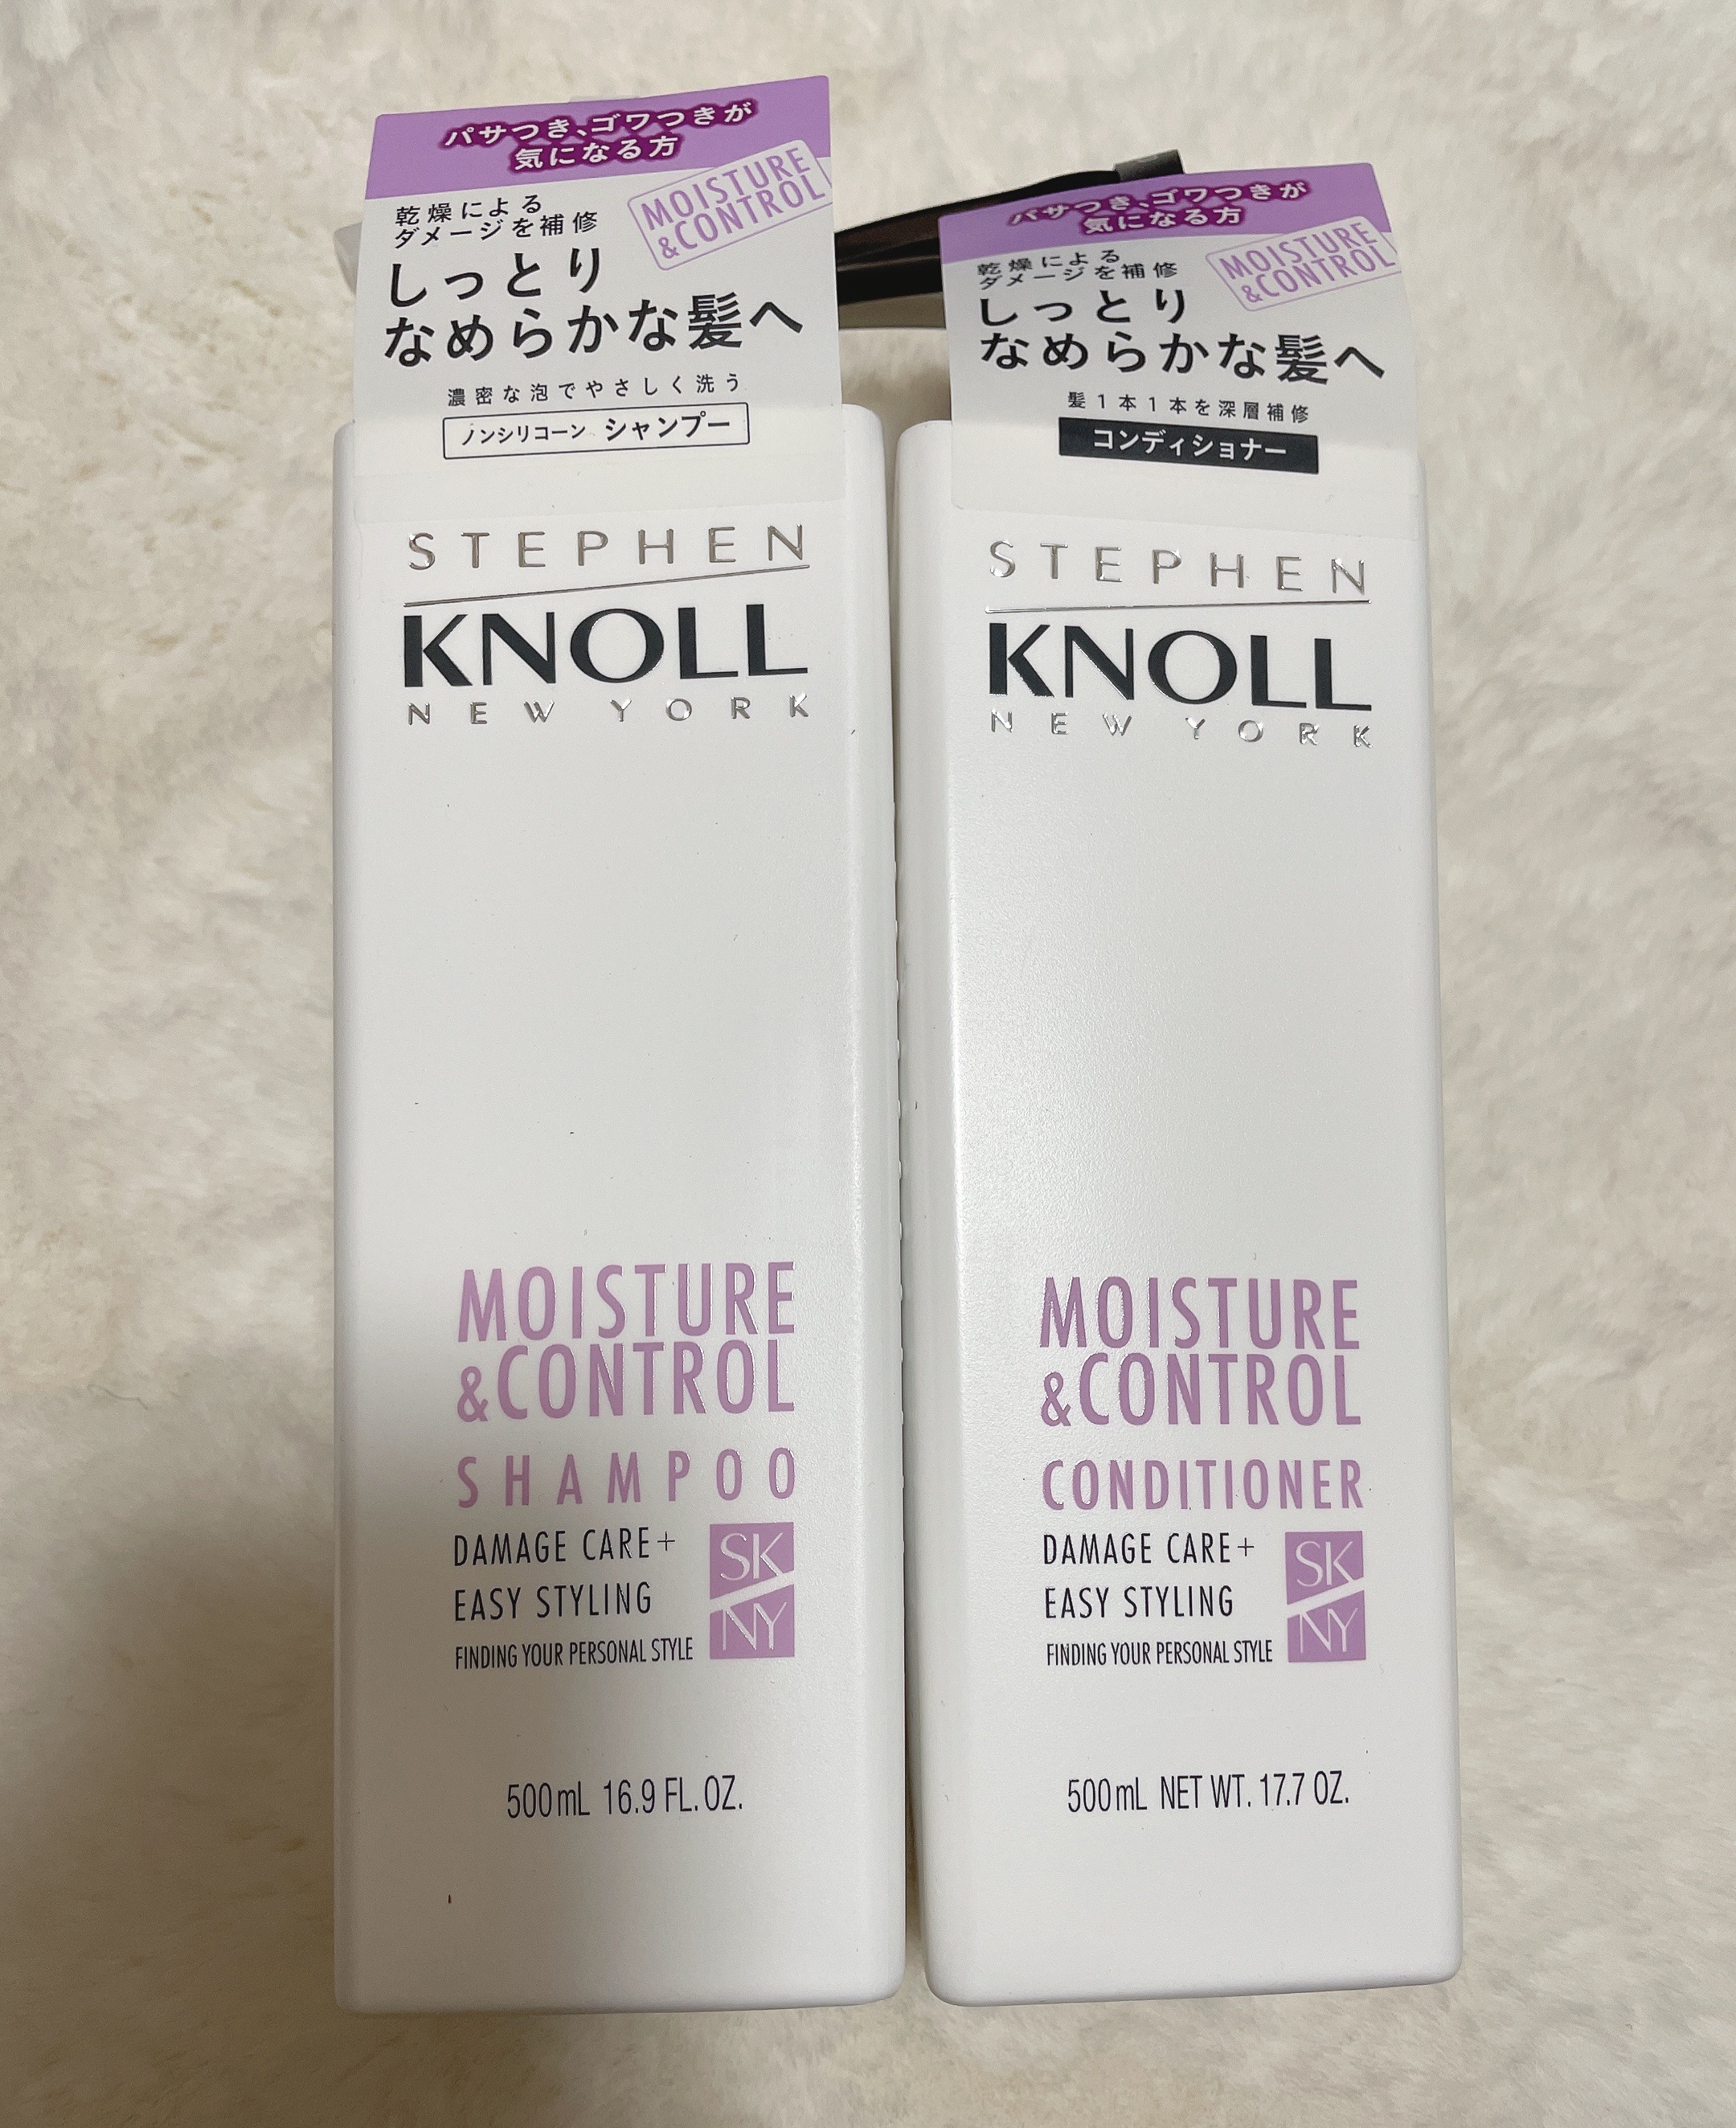 パサつき、ゴワつきが
気になる方
乾燥による
ダメージを補修
MOISTURE
&CONTROL
しっとり
なめらかな髪へ
濃密な泡でやさしく洗う
ノンシリコーン シャンプー
STEPHEN
KNOLL
NEW YORK
MOISTURE
&CONTROL
SHAMPOO
DAMAGE CARE+
EASY STYLING
FINDING YOUR PERSONAL STYLE
SK
NY
500mL 16.9 FL. OZ.
パサつき、ゴワつきが
気になる方
乾燥による
ダメージを補修
MOISTURE
&CONTROL
しっとり
なめらかな髪へ
髪1本1本を深層補修
コンディショナー
STEPHEN
KNOLL
NEW YORK
MOISTURE
&CONTROL
CONDITIONER
DAMAGE CARE+
EASY STYLING
FINDING YOUR PERSONAL STYLE
SK
NY
500mL NET WT. 17.7 OZ.